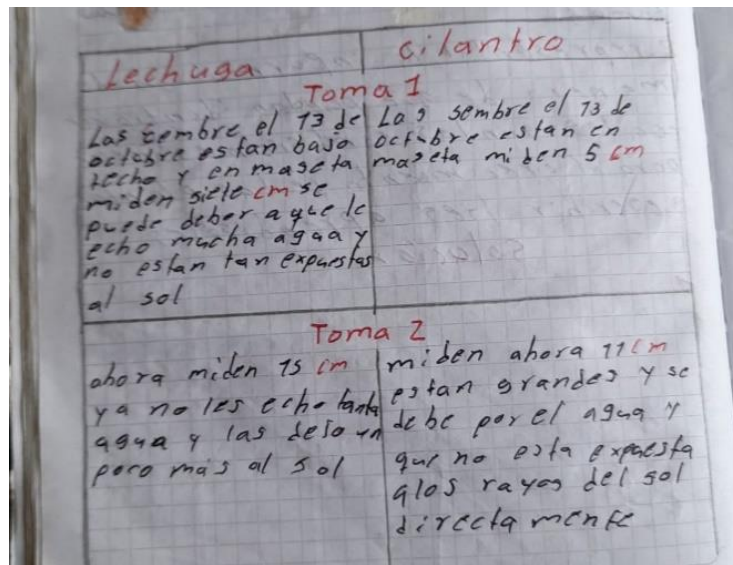 Lechuga
cilantro
Toma 1
Las sembre el 13 de
octubre estan bajo
techo y en maseta
miden siete cm se
puede deber a que le
echo mucha agua y
no estan tan expuestas
al sol
Las sembre el 13 de
octubre estan en
maseta miden 5 cm
Toma 2
ahora miden 15 cm
ya no les echo tanta
agua y las dejo un
poco más al sol
miden ahora 11 cm
estan grandes y se
debe por el agua y
que no esta expuesta
a los rayos del sol
directamente